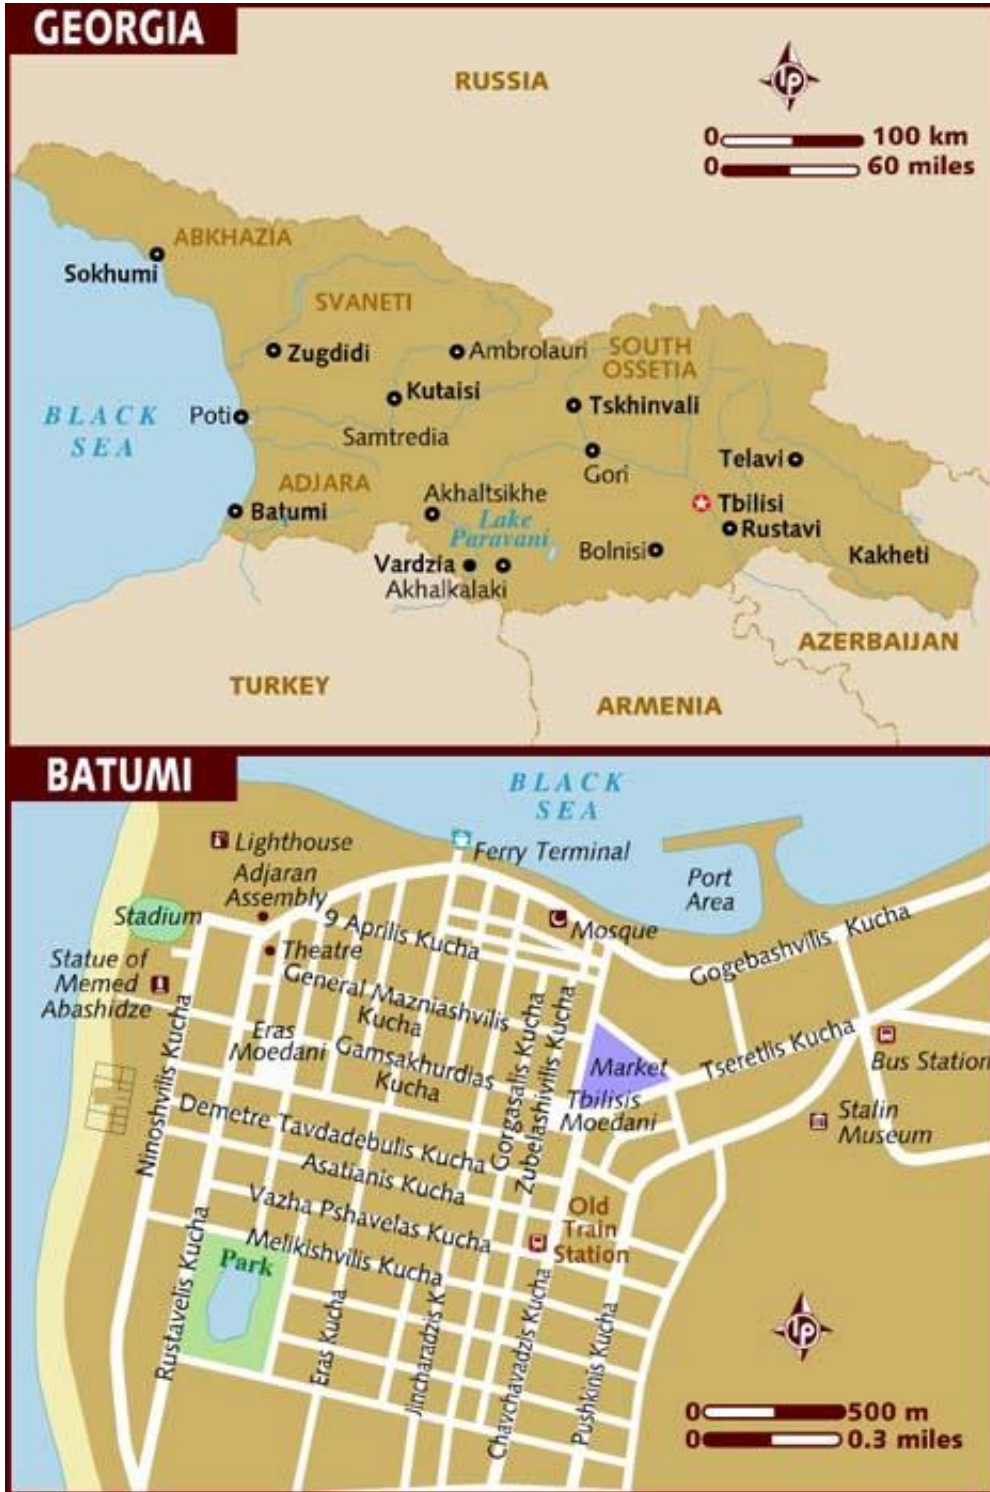 GEORGIA
RUSSIA
lp
0 100 km
0 60 miles
ABKHAZIA
Sokhumi
SVANETI
Zugdidi
Ambrolauri
SOUTH
OSSETIA
Kutaisi
Tskhinvali
BLACK
SEA
Poti
Samtredia
Gori
Telavi
ADJARA
Akhaltsikhe
Batumi
Lake
Paravani
Tbilisi
Rustavi
Bolnisi
Kakheti
Vardzia
Akhalkalaki
AZERBAIJAN
TURKEY
ARMENIA
BATUMI
BLACK
SEA
Lighthouse
Ferry Terminal
Adjaran
Assembly
Port
Area
Stadium
9 Aprilis Kucha
Mosque
Gogebashvilis Kucha
Theatre
Statue of
Memed
Abashidze
General Mazniashvilis
Kucha
Eras
Moedani
Gamsakhurdias
Kucha
Gorgasalis Kucha
Zubelashivilis Kucha
Market
Tseretlis Kucha
Bus Station
Ninoshvilis Kucha
Demetre Tavdadebulis Kucha
Tbilisis
Moedani
Stalin
Museum
Asatianis Kucha
Vazha Pshavelas Kucha
Old
Train
Station
Melikishvilis Kucha
Park
Rustavelis Kucha
Eras Kucha
Jincharadzis K
Chavchavadzis Kucha
Pushkinis Kucha
lp
0 500 m
0 0.3 miles